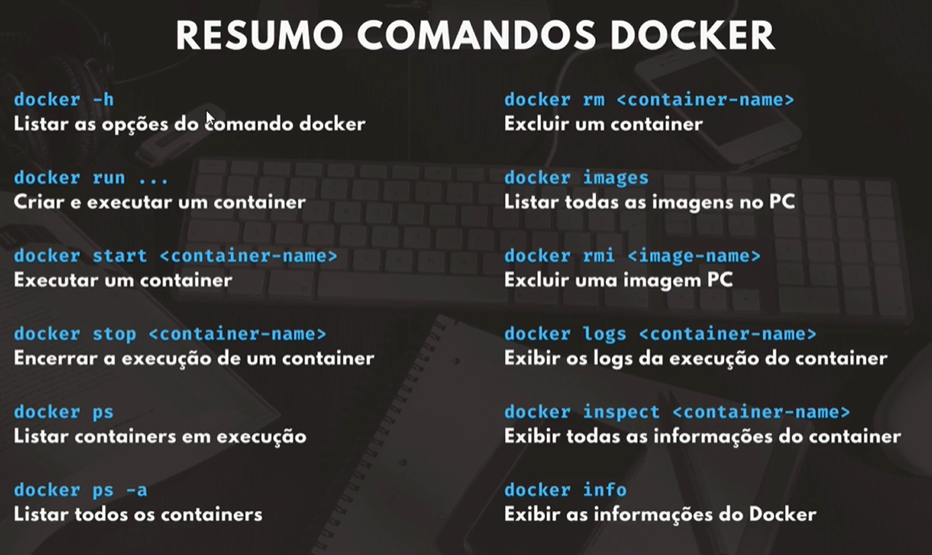 RESUMO COMANDOS DOCKER
docker -h
Listar as opções do comando docker
docker run ...
Criar e executar um container
docker start <container-name>
Executar um container
docker stop <container-name>
Encerrar a execução de um container
docker ps
Listar containers em execução
docker ps -a
Listar todos os containers
docker rm <container-name>
Excluir um container
docker images
Listar todas as imagens no PC
docker rmi <image-name>
Excluir uma imagem PC
docker logs <container-name>
Exibir os logs da execução do container
docker inspect <container-name>
Exibir todas as informações do container
docker info
Exibir as informações do Docker